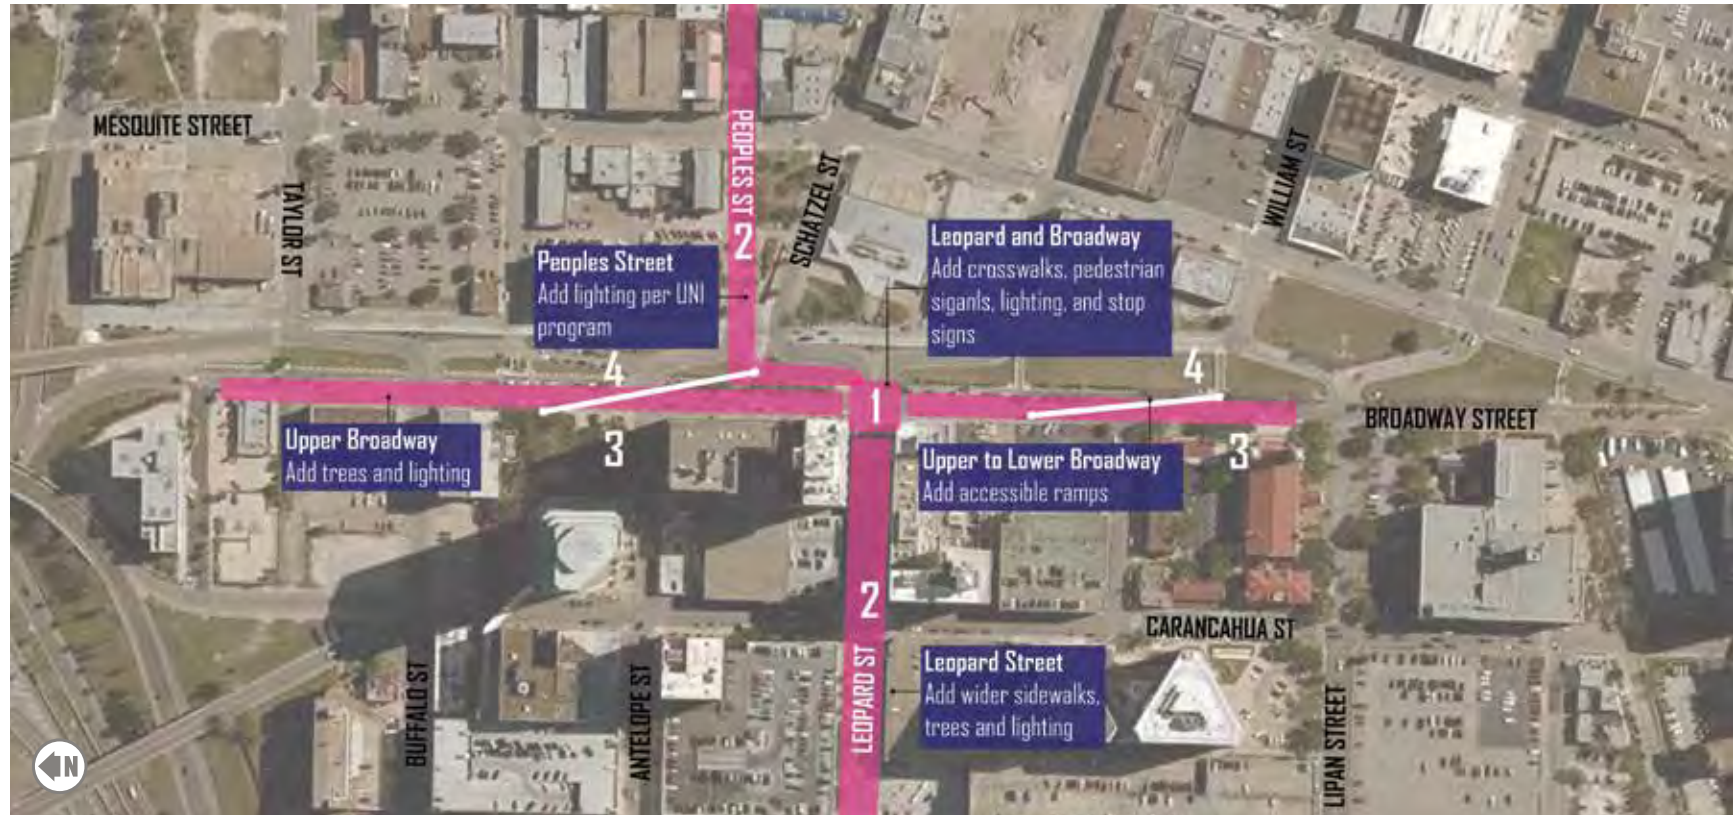 MESQUITE STREET
TAYLOR ST
PEOPLES ST
2
SCHATZEL ST
WILLIAM ST
Peoples Street
Add lighting per UNI
program
Leopard and Broadway
Add crosswalks, pedestrian
siganls, lighting, and stop
signs
4
4
1
BROADWAY STREET
Upper Broadway
Add trees and lighting
3
Upper to Lower Broadway
Add accessible ramps
3
2
CARANCAHUA ST
BUFFALO ST
ANTELOPE ST
LEOPARD ST
Leopard Street
Add wider sidewalks,
trees and lighting
LIPAN STREET
N